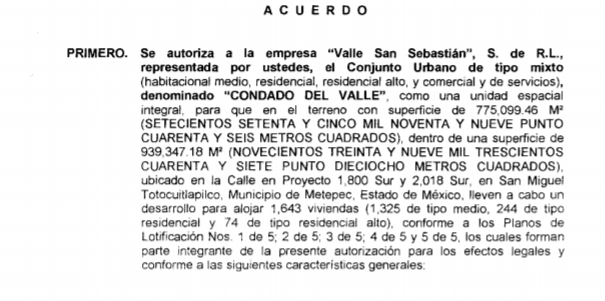 A C U E R D O
PRIMERO. Se autoriza a la empresa “Valle San Sebastián”, S. de R.L.,
representada por ustedes, el Conjunto Urbano de tipo mixto
(habitacional medio, residencial, residencial alto, y comercial y de servicios),
denominado “CONDADO DEL VALLE”, como una unidad espacial
integral, para que en el terreno con superficie de 775,099.46 M²
(SETECIENTOS SETENTA Y CINCO MIL NOVENTA Y NUEVE PUNTO
CUARENTA Y SEIS METROS CUADRADOS), dentro de una superficie de
939,347.18 M² (NOVECIENTOS TREINTA Y NUEVE MIL TRESCIENTOS
CUARENTA Y SIETE PUNTO DIECIOCHO METROS CUADRADOS),
ubicado en la Calle en Proyecto 1,800 Sur y 2,018 Sur, en San Miguel
Totocuitlapilco, Municipio de Metepec, Estado de México, lleven a cabo un
desarrollo para alojar 1,643 viviendas (1,325 de tipo medio, 244 de tipo
residencial y 74 de tipo residencial alto), conforme a los Planos de
Lotificación Nos. 1 de 5; 2 de 5; 3 de 5; 4 de 5 y 5 de 5, los cuales forman
parte integrante de la presente autorización para los efectos legales y
conforme a las siguientes características generales: